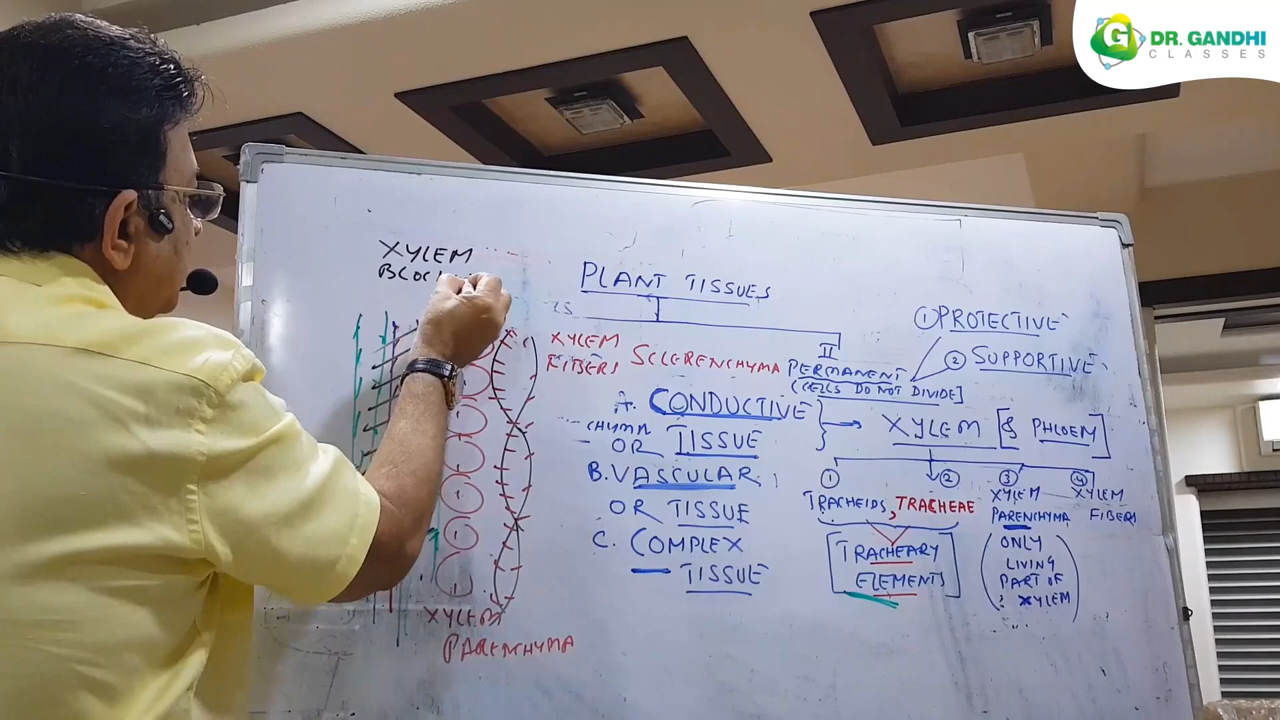 DR. GANDHI
CLASSES
XYLEM
PLANT TISSUES
① PROTECTIVE
② SUPPORTIVE
XYLEM
FIBERS
SCLERENCHYMA
II
PERMANENT
(CELLS DO NOT DIVIDE]
A. CONDUCTIVE
OR TISSUE
CHYMA
B. VASCULAR
OR TISSUE
C. COMPLEX
TISSUE
XYLEM [& PHLOEM]
① ② ③ ④
TRACHEIDS, TRACHEAE
XYLEM
PARENCHYMA
XYLEM
FIBERS
[TRACHEARY
ELEMENTS]
(ONLY
LIVING
PART OF
XYLEM)
XYLEM
PARENCHYMA